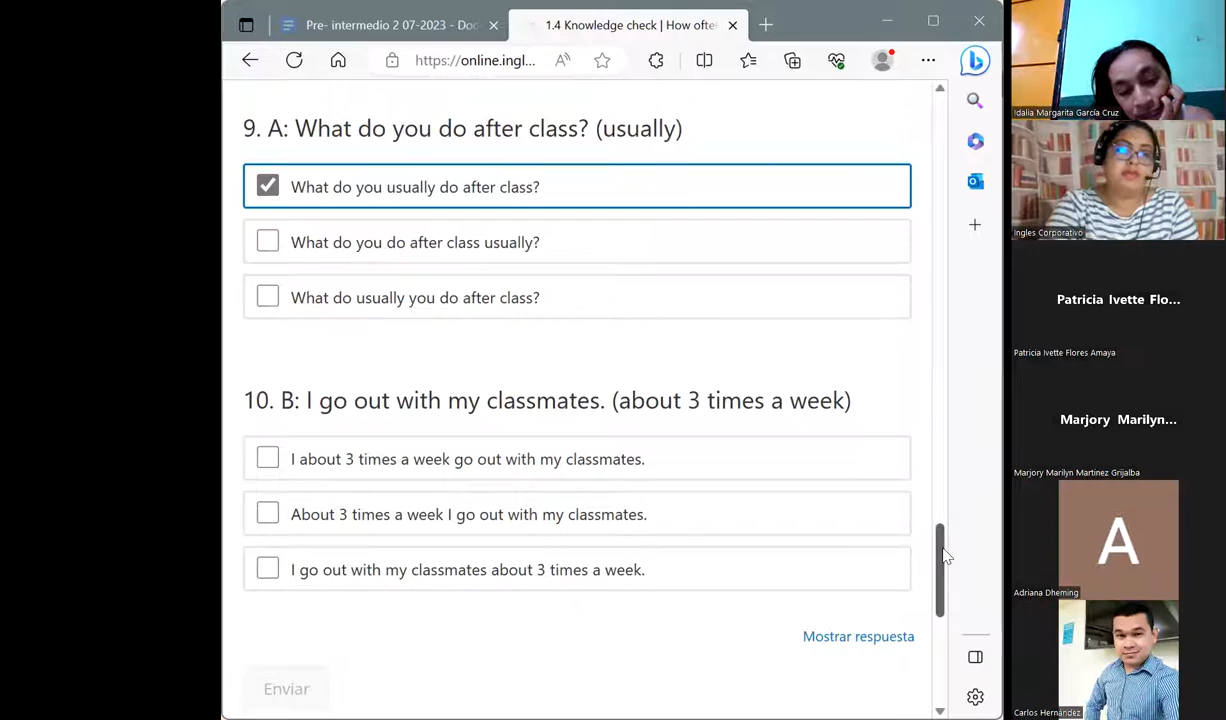 Pre- intermedio 2 07-2023 - Doc
1.4 Knowledge check | How ofte
https://online.ingl...
9. A: What do you do after class? (usually)
What do you usually do after class?
What do you do after class usually?
What do usually you do after class?
10. B: I go out with my classmates. (about 3 times a week)
I about 3 times a week go out with my classmates.
About 3 times a week I go out with my classmates.
I go out with my classmates about 3 times a week.
Mostrar respuesta
Enviar
Idalia Margarita García Cruz
Ingles Corporativo
Patricia Ivette Flo...
Patricia Ivette Flores Amaya
Marjory Marilyn...
Marjory Marilyn Martinez Grijalba
A
Adriana Dheming
Carlos Hernández